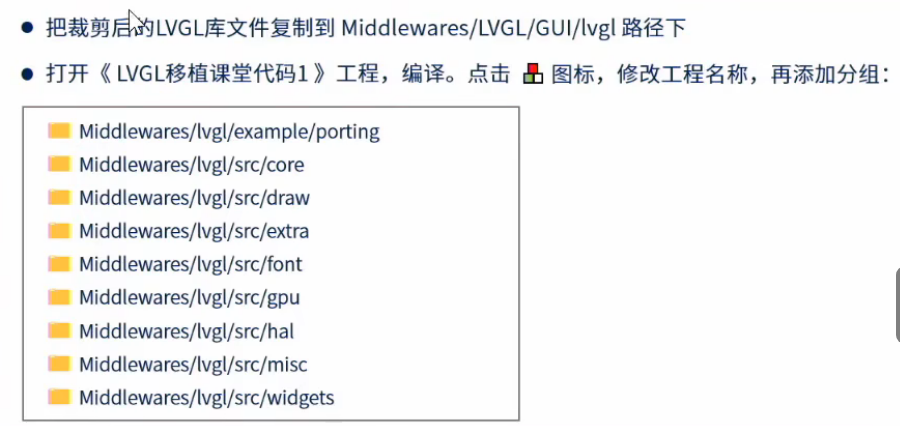 ● 把裁剪后的LVGL库文件复制到 Middlewares/LVGL/GUI/lvgl 路径下
● 打开《 LVGL移植课堂代码1 》工程，编译。点击 图标，修改工程名称，再添加分组：
Middlewares/lvgl/example/porting
Middlewares/lvgl/src/core
Middlewares/lvgl/src/draw
Middlewares/lvgl/src/extra
Middlewares/lvgl/src/font
Middlewares/lvgl/src/gpu
Middlewares/lvgl/src/hal
Middlewares/lvgl/src/misc
Middlewares/lvgl/src/widgets